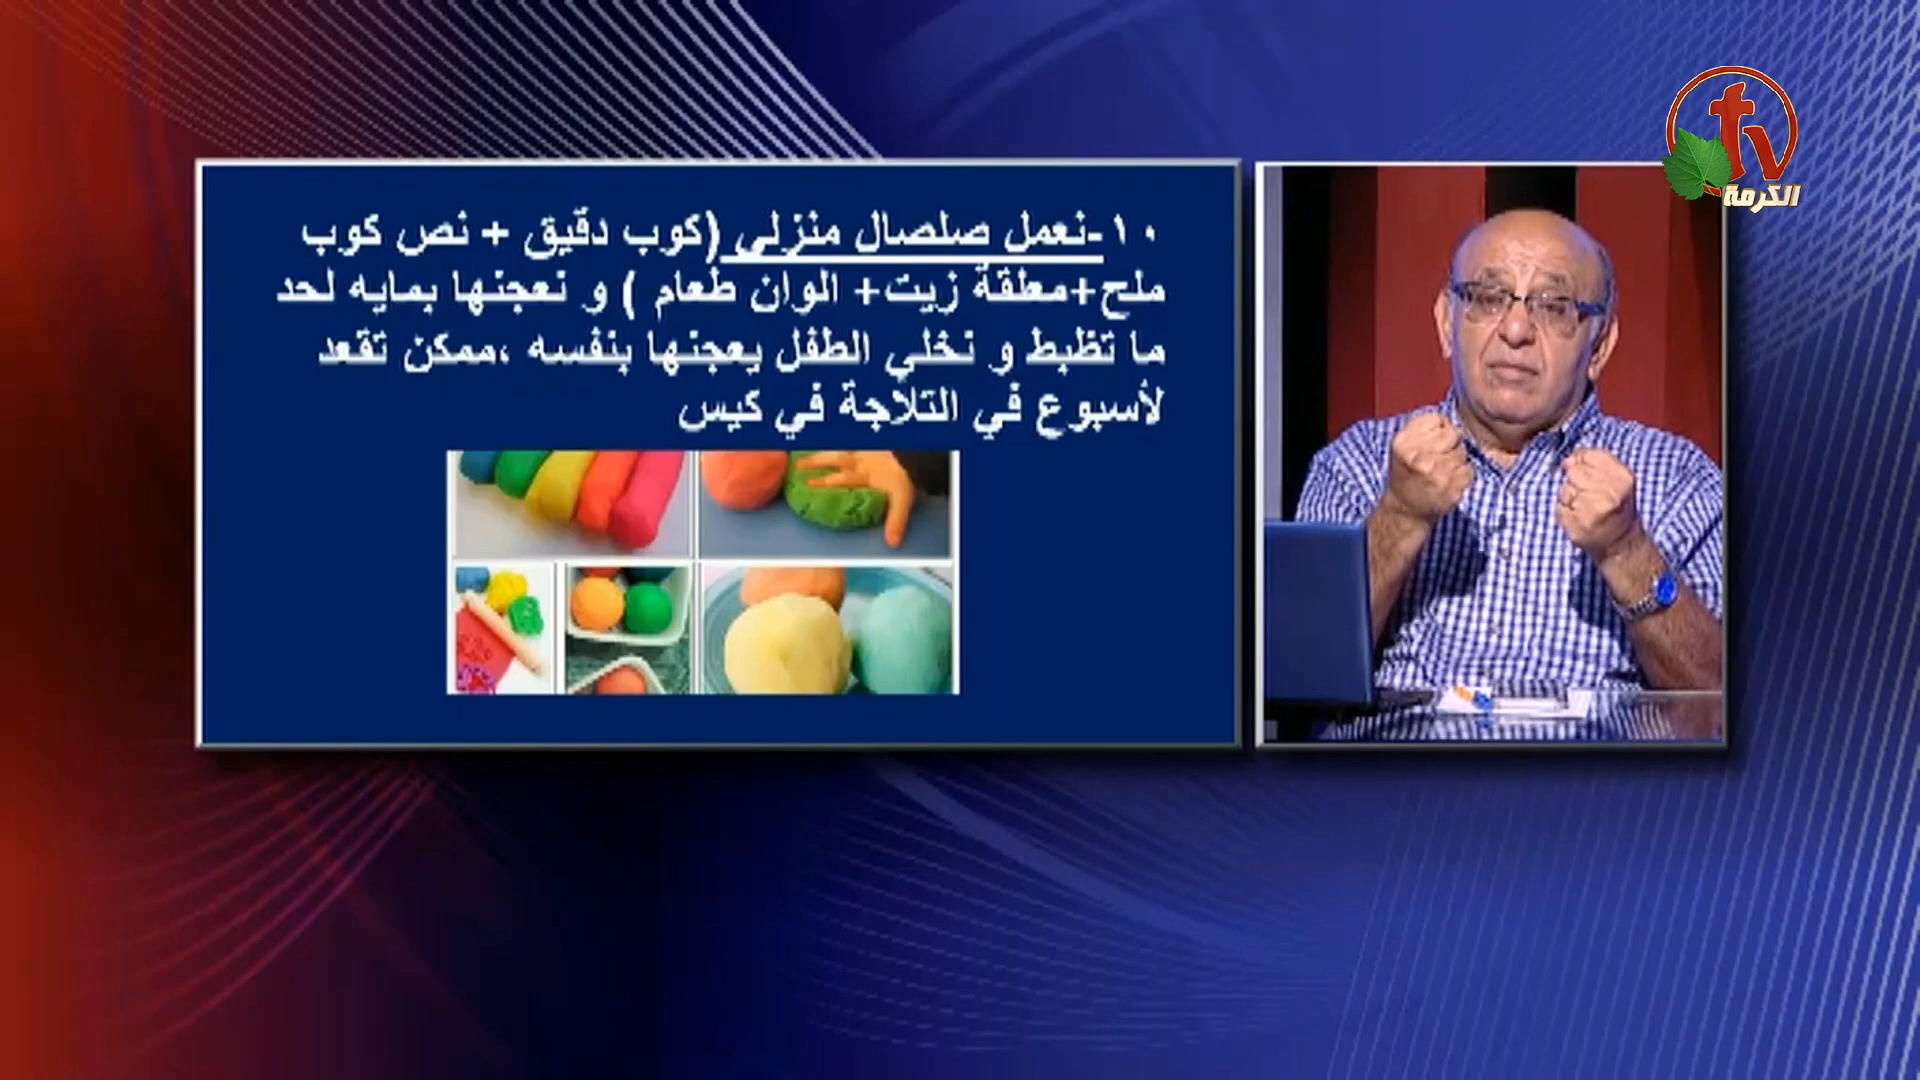 ١٠-نعمل صلصال منزلي (كوب دقيق + نص كوب
ملح+معلقة زيت+ الوان طعام ) و نعجنها بمايه لحد
ما تظبط و نخلي الطفل يعجنها بنفسه ،ممكن تقعد
لأسبوع في التلاجة في كيس
tv
الكرمة